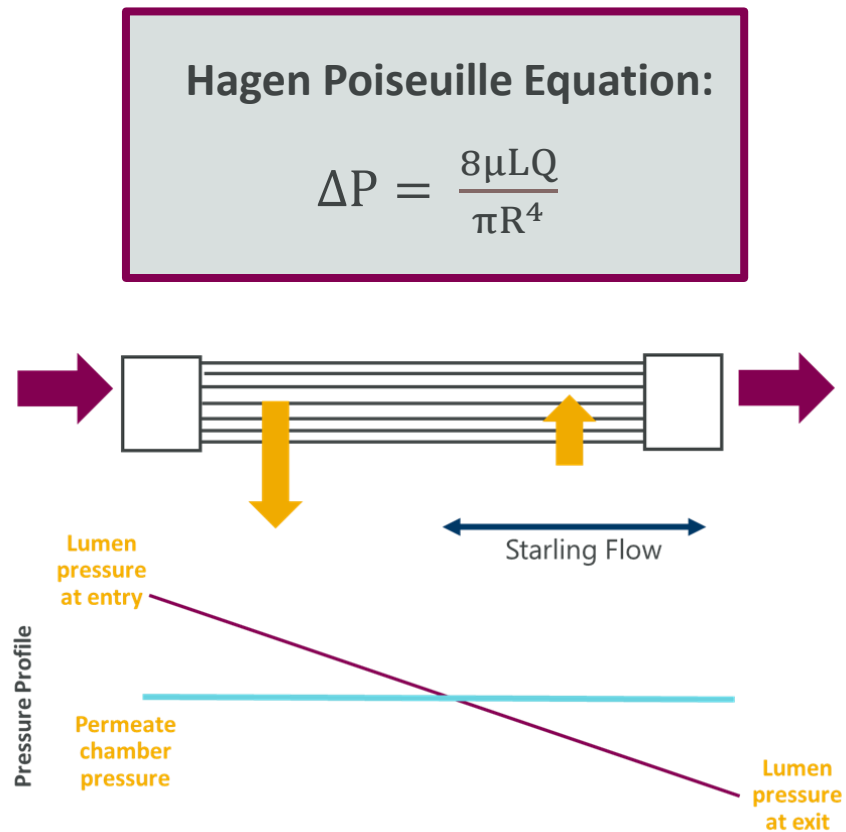 Hagen Poiseuille Equation:
ΔP = 8μLQ / πR⁴
Starling Flow
Lumen
pressure
at entry
Pressure Profile
Permeate
chamber
pressure
Lumen
pressure
at exit